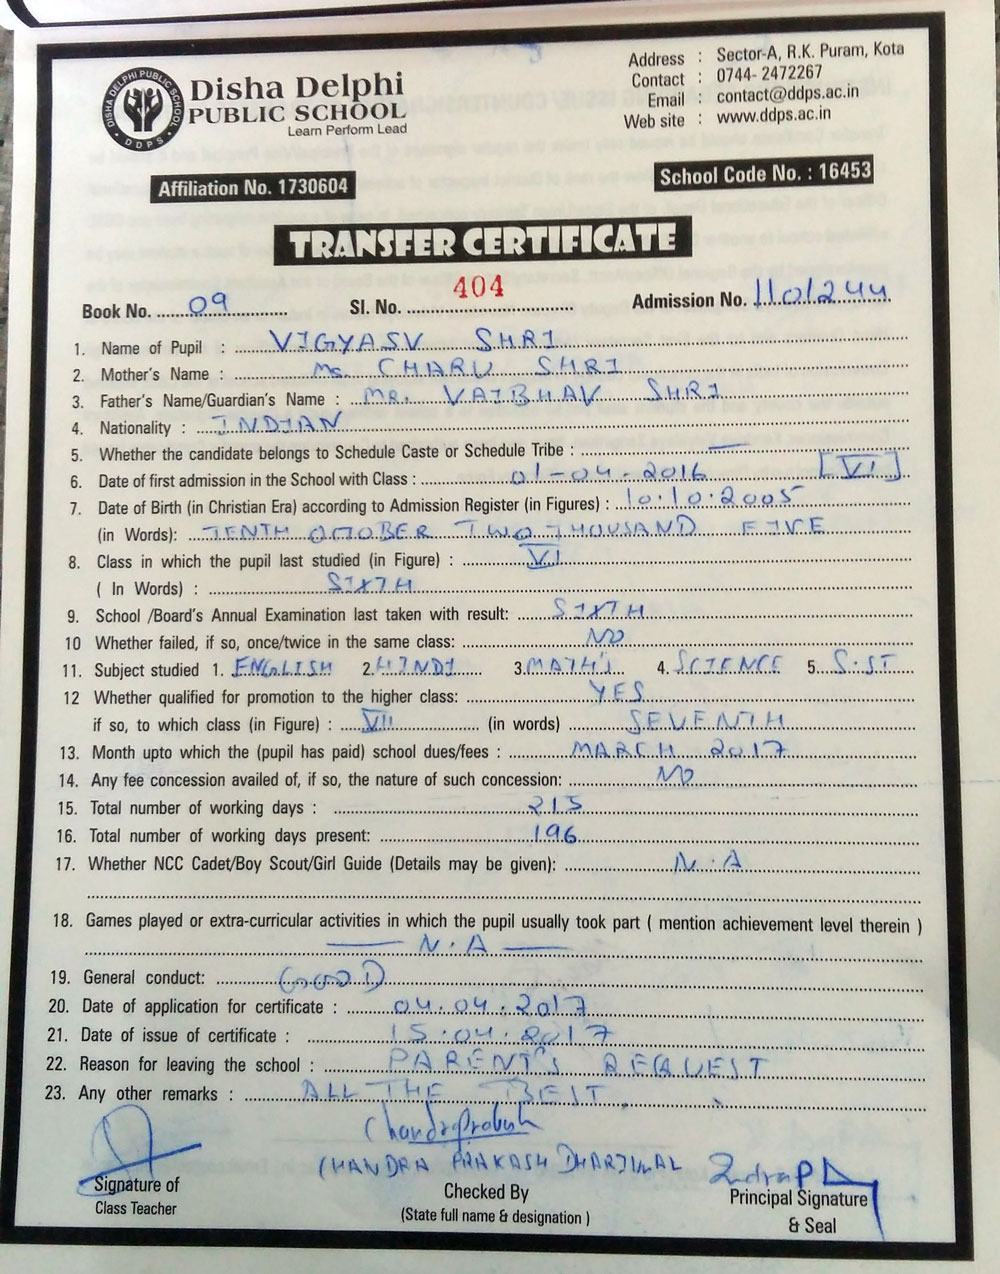 Disha Delphi
PUBLIC SCHOOL
Learn Perform Lead
DISHA DELPHI PUBLIC SCHOOL
DDPS
Address : Sector-A, R.K. Puram, Kota
Contact : 0744- 2472267
Email : contact@ddps.ac.in
Web site : www.ddps.ac.in
Affiliation No. 1730604
School Code No. : 16453
TRANSFER CERTIFICATE
Book No. 09 Sl. No. 404 Admission No. 1101244
1. Name of Pupil : VIGYASV SHRI
2. Mother's Name : Ms. CHARU SHRI
3. Father's Name/Guardian's Name : MR. VAIBHAV SHRI
4. Nationality : INDIAN
5. Whether the candidate belongs to Schedule Caste or Schedule Tribe : —
6. Date of first admission in the School with Class : 01-04-2016 [VI]
7. Date of Birth (in Christian Era) according to Admission Register (in Figures) : 10.10.2005
(in Words): TENTH OCTOBER TWO THOUSAND FIVE
8. Class in which the pupil last studied (in Figure) : VI
( In Words) : SIXTH
9. School /Board's Annual Examination last taken with result: SIXTH
10 Whether failed, if so, once/twice in the same class: NO
11. Subject studied 1. ENGLISH 2. HINDI 3. MATH'S 4. SCIENCE 5. S.ST
12 Whether qualified for promotion to the higher class: YES
if so, to which class (in Figure) : VII (in words) SEVENTH
13. Month upto which the (pupil has paid) school dues/fees : MARCH 2017
14. Any fee concession availed of, if so, the nature of such concession: NO
15. Total number of working days : 215
16. Total number of working days present: 196
17. Whether NCC Cadet/Boy Scout/Girl Guide (Details may be given): N.A
18. Games played or extra-curricular activities in which the pupil usually took part ( mention achievement level therein )
— N.A —
19. General conduct: GOOD
20. Date of application for certificate : 04.04.2017
21. Date of issue of certificate : 15.04.2017
22. Reason for leaving the school : PARENT'S REQUEST
23. Any other remarks : ALL THE BEST.
Chandraprakash
CHANDRA PRAKASH DHARIWAL
Signature of
Class Teacher
Checked By
(State full name & designation )
Principal Signature
& Seal